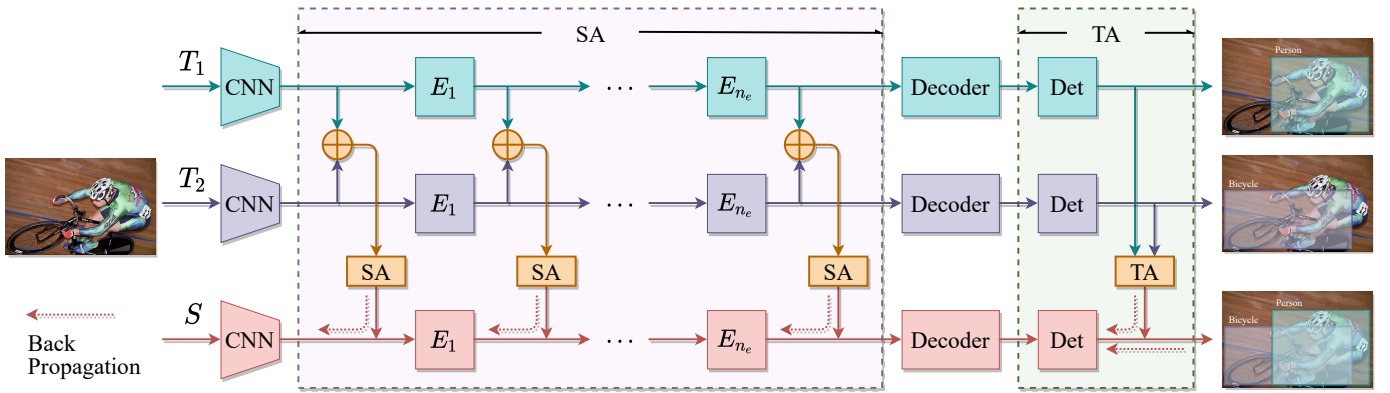 SA
TA
T₁
CNN
E₁
...
Eₙₑ
Decoder
Det
Person
T₂
CNN
E₁
...
Eₙₑ
Decoder
Det
Bicycle
SA
SA
SA
TA
S
CNN
E₁
...
Eₙₑ
Decoder
Det
Person
Bicycle
Back
Propagation